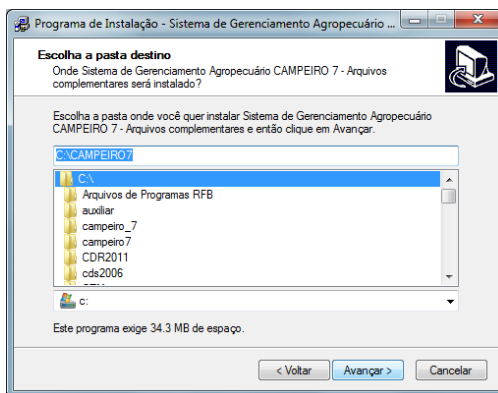 Programa de Instalação - Sistema de Gerenciamento Agropecuário ...
Escolha a pasta destino
Onde Sistema de Gerenciamento Agropecuário CAMPEIRO 7 - Arquivos
complementares será instalado?
Escolha a pasta onde você quer instalar Sistema de Gerenciamento Agropecuário
CAMPEIRO 7 - Arquivos complementares e então clique em Avançar.
C:\CAMPEIRO7
C:\
Arquivos de Programas RFB
auxiliar
campeiro_7
campeiro7
CDR2011
cds2006
c:
Este programa exige 34.3 MB de espaço.
< Voltar
Avançar >
Cancelar